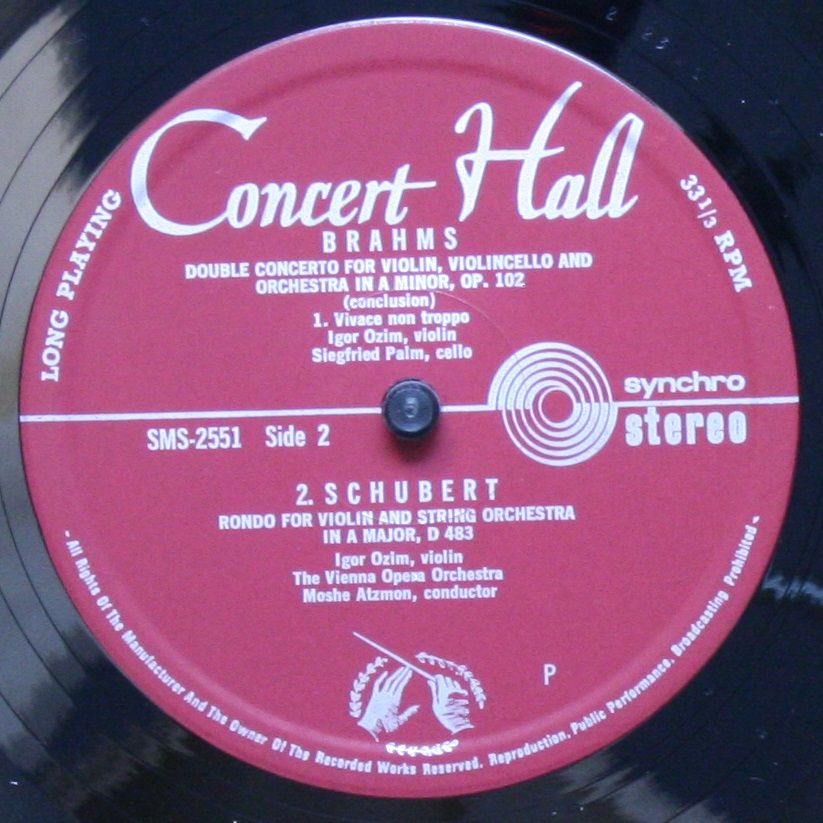 Concert Hall
LONG PLAYING
33 1/3 RPM
BRAHMS
DOUBLE CONCERTO FOR VIOLIN, VIOLINCELLO AND
ORCHESTRA IN A MINOR, OP. 102
(conclusion)
1. Vivace non troppo
Igor Ozim, violin
Siegfried Palm, cello
synchro
stereo
SMS-2551 Side 2
2. SCHUBERT
RONDO FOR VIOLIN AND STRING ORCHESTRA
IN A MAJOR, D 483
Igor Ozim, violin
The Vienna Opera Orchestra
Moshe Atzmon, conductor
P
- All Rights Of The Manufacturer And The Owner Of The Recorded Works Reserved. Reproduction, Public Performance, Broadcasting Prohibited -